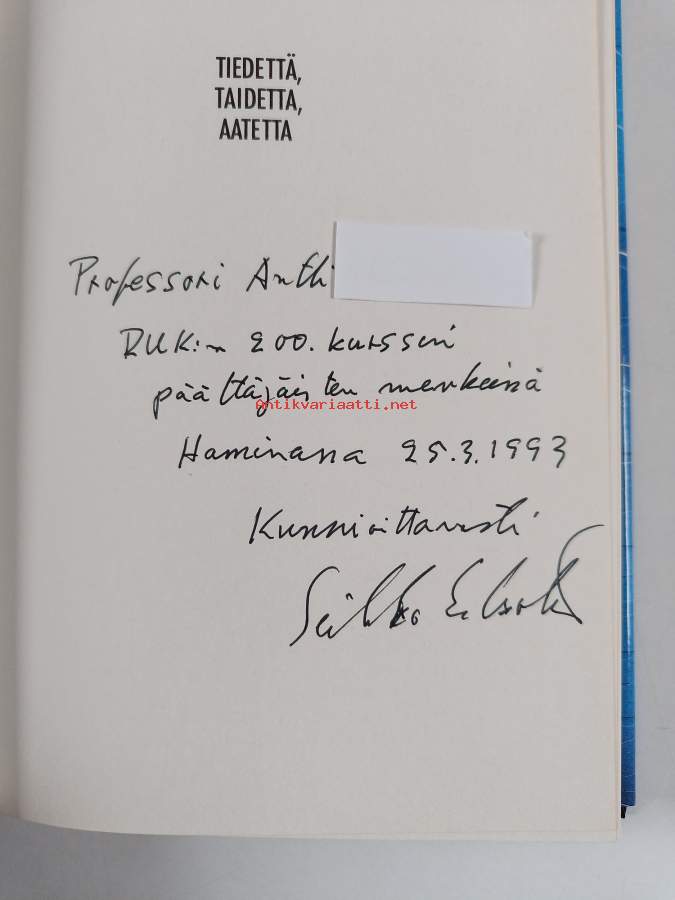 TIEDETTÄ,
TAIDETTA,
AATETTA
Professori Antti
RUK:n 200. kurssin
päättäjäisten merkeissä
Antikvariaatti.net
Haminassa 25.3.1993
Kunnioittavasti